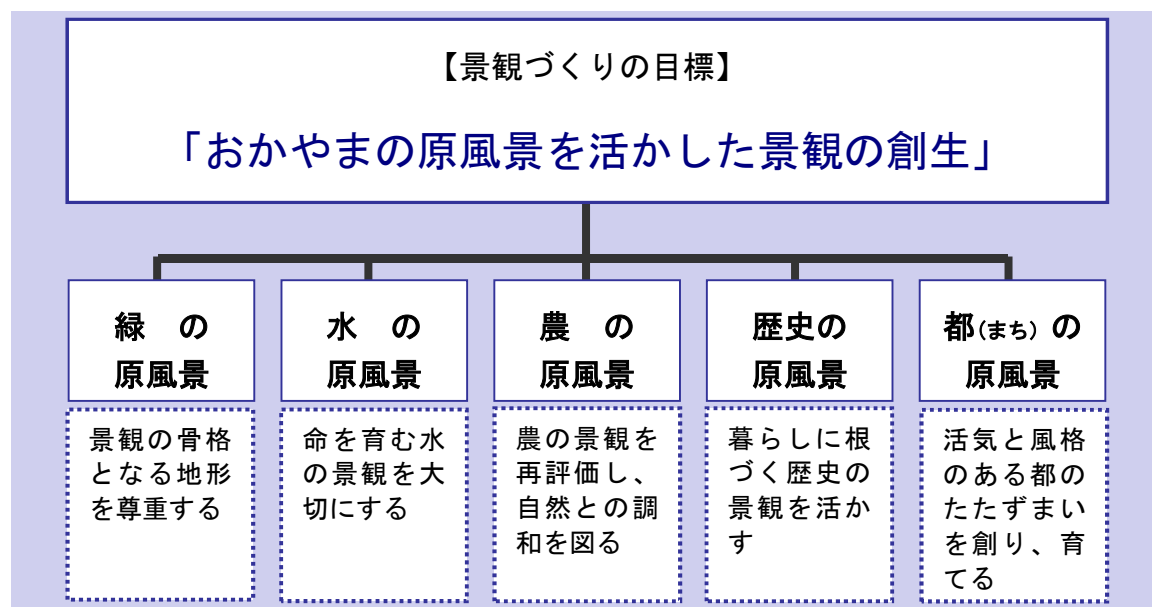 【景観づくりの目標】
「おかやまの原風景を活かした景観の創生」
緑　の
原風景
景観の骨格
となる地形
を尊重する
水　の
原風景
命を育む水
の景観を大
切にする
農　の
原風景
農の景観を
再評価し、
自然との調
和を図る
歴史の
原風景
暮らしに根
づく歴史の
景観を活か
す
都(まち)の
原風景
活気と風格
のある都の
たたずまい
を創り、育
てる